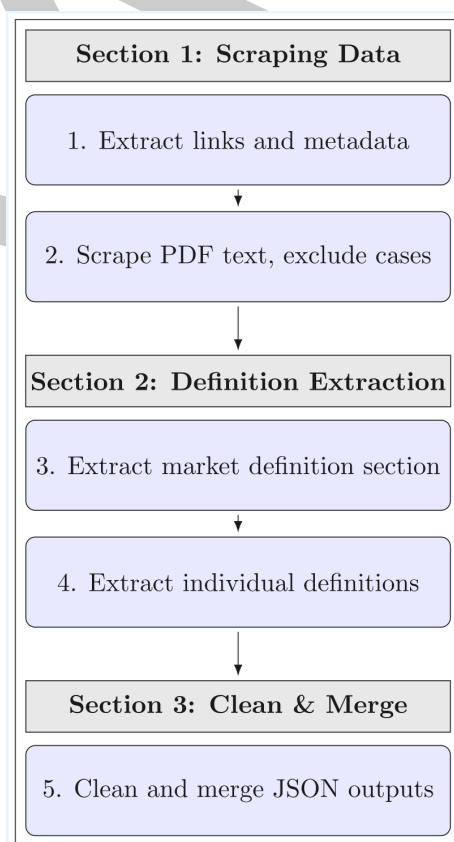 Section 1: Scraping Data
1. Extract links and metadata
2. Scrape PDF text, exclude cases
Section 2: Definition Extraction
3. Extract market definition section
4. Extract individual definitions
Section 3: Clean & Merge
5. Clean and merge JSON outputs